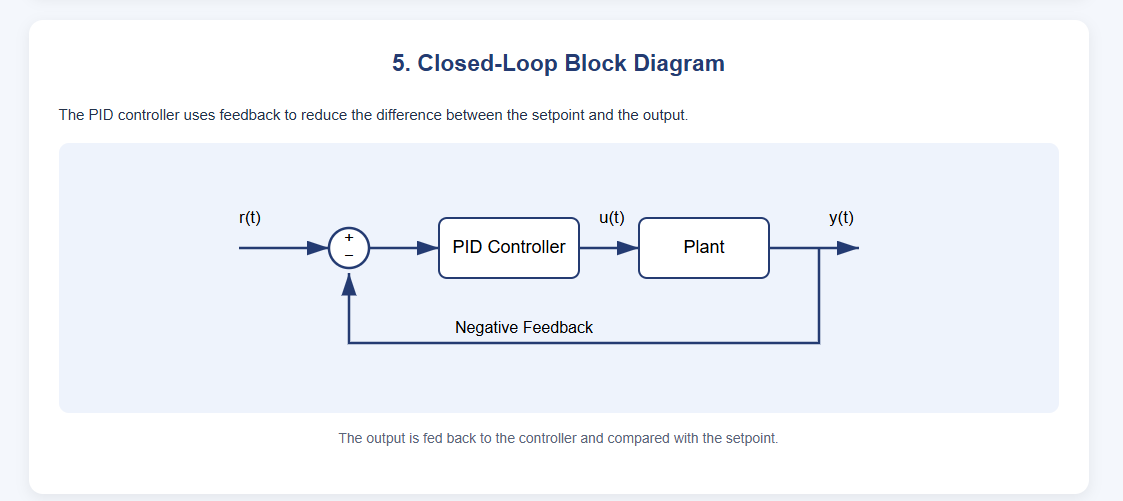 5. Closed-Loop Block Diagram
The PID controller uses feedback to reduce the difference between the setpoint and the output.
r(t)
u(t)
y(t)
+
−
PID Controller
Plant
Negative Feedback
The output is fed back to the controller and compared with the setpoint.